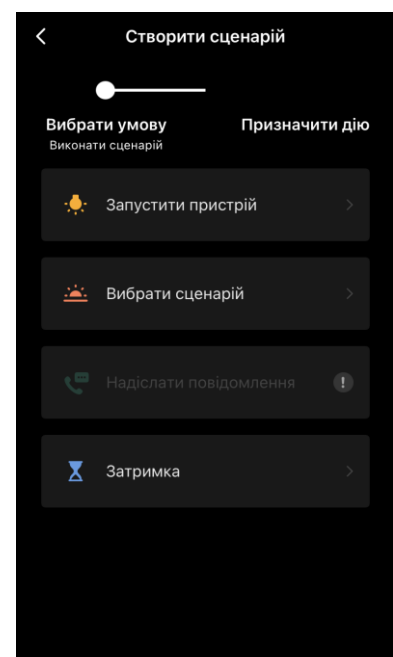 Створити сценарій
Вибрати умову
Призначити дію
Виконати сценарій
Запустити пристрій
Вибрати сценарій
Надіслати повідомлення
Затримка